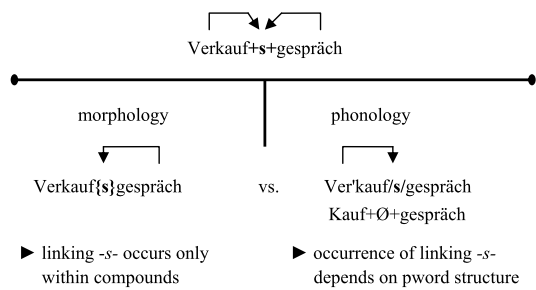 Verkauf+s+gespräch
morphology
phonology
Verkauf{s}gespräch
vs.
Ver'kauf/s/gespräch
Kauf+Ø+gespräch
► linking -s- occurs only
within compounds
► occurrence of linking -s-
depends on pword structure